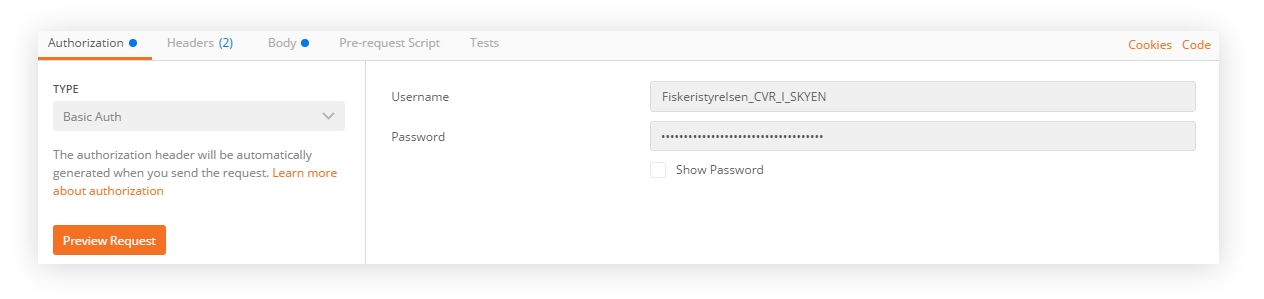 Authorization Headers (2) Body Pre-request Script Tests Cookies Code
TYPE
Basic Auth
The authorization header will be automatically
generated when you send the request. Learn more
about authorization
Preview Request
Username Fiskeristyrelsen_CVR_I_SKYEN
Password ••••••••••••••••••••••••••••••••••••
Show Password